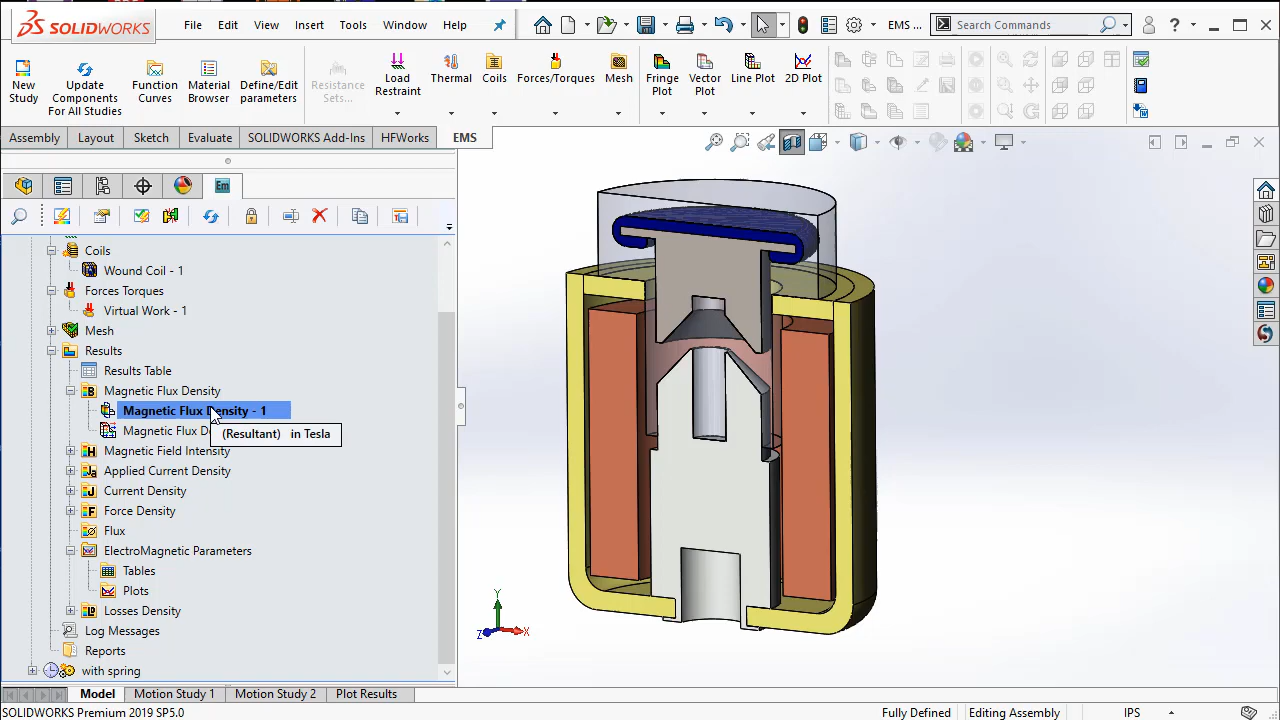 SOLIDWORKS
File Edit View Insert Tools Window Help
EMS ...
Search Commands
?
New Study
Update Components For All Studies
Function Curves
Material Browser
Define/Edit parameters
Resistance Sets...
Load Restraint
Thermal
Coils
Forces/Torques
Mesh
Fringe Plot
Vector Plot
Line Plot
2D Plot
Assembly Layout Sketch Evaluate SOLIDWORKS Add-Ins HFWorks EMS
Em
Coils
Wound Coil - 1
Forces Torques
Virtual Work - 1
Mesh
Results
Results Table
Magnetic Flux Density
Magnetic Flux Density - 1
Magnetic Flux D
(Resultant) in Tesla
Magnetic Field Intensity
Applied Current Density
Current Density
Force Density
Flux
ElectroMagnetic Parameters
Tables
Plots
Losses Density
Log Messages
Reports
with spring
Y
Z
X
Model Motion Study 1 Motion Study 2 Plot Results
SOLIDWORKS Premium 2019 SP5.0 Fully Defined Editing Assembly IPS